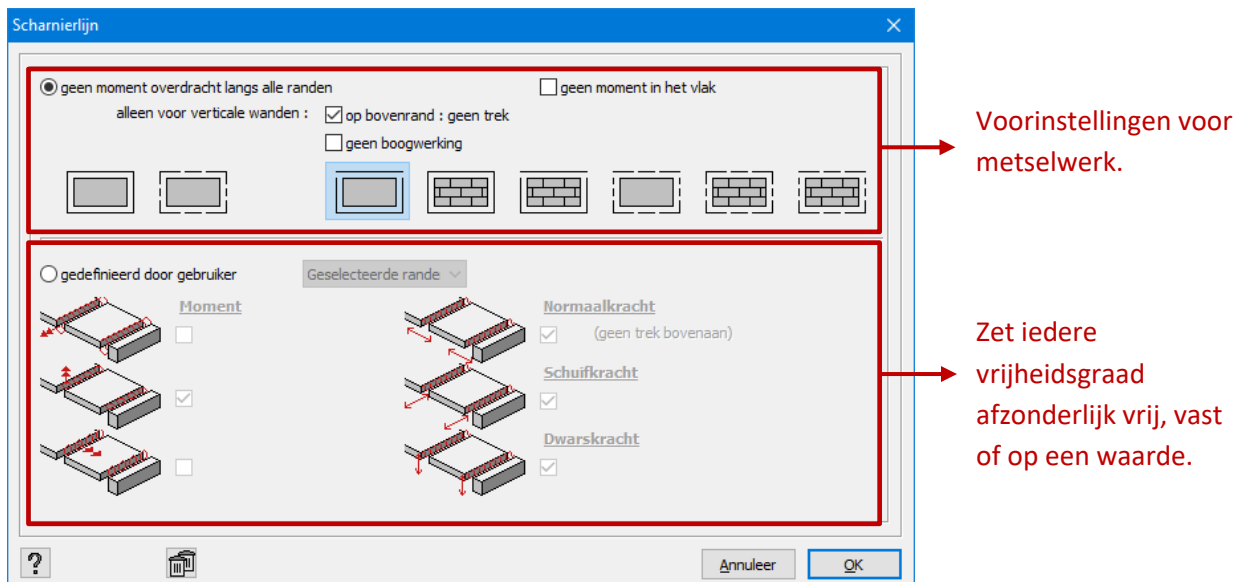 Scharnierlijn
geen moment overdracht langs alle randen
geen moment in het vlak
alleen voor verticale wanden :
op bovenrand : geen trek
geen boogwerking
Voorinstellingen voor
metselwerk.
gedefinieerd door gebruiker
Geselecteerde rande
Moment
Normaalkracht
(geen trek bovenaan)
Schuifkracht
Dwarskracht
Zet iedere
vrijheidsgraad
afzonderlijk vrij, vast
of op een waarde.
?
Annuleer
OK